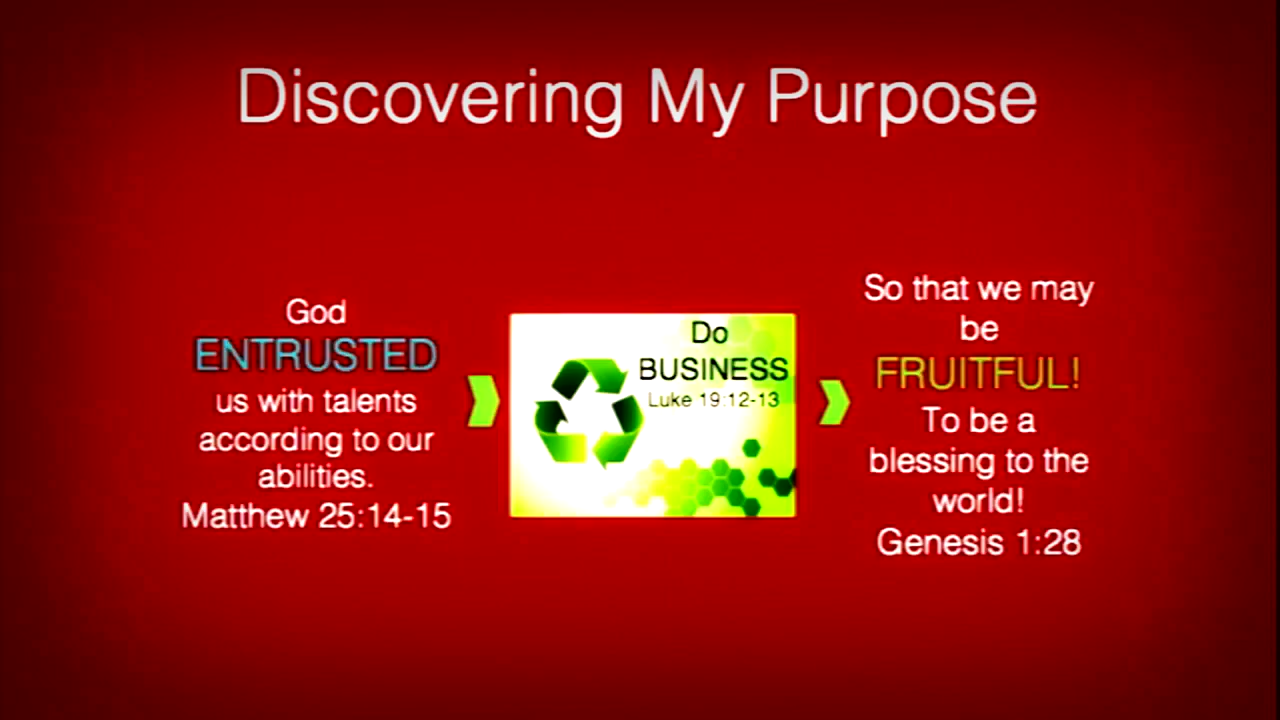 Discovering My Purpose
God
ENTRUSTED
us with talents
according to our
abilities.
Matthew 25:14-15
Do
BUSINESS
Luke 19:12-13
So that we may
be
FRUITFUL!
To be a
blessing to the
world!
Genesis 1:28